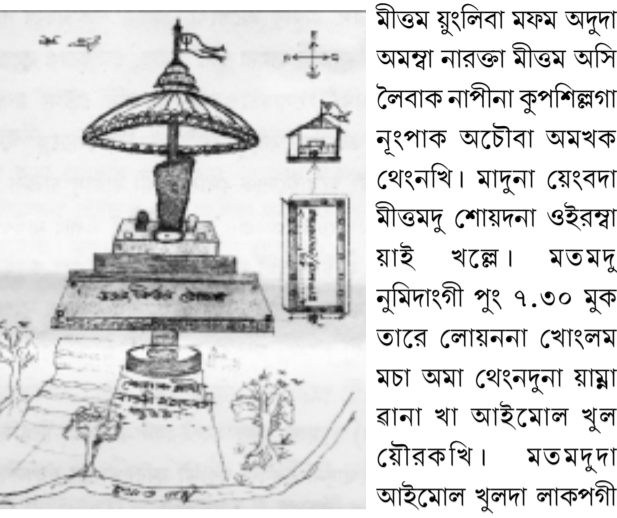 মীত্তম য়ুংলিবা মফম অদুদা
অমম্বা নারক্তা মীত্তম অসি
লৈবাক নাপীনা কুপশিল্লগা
নূংপাক অচৌবা অমখক
থেংনখি। মাদুনা য়েংবদা
মীত্তমদু শোয়দনা ওইরম্বা
য়াই খল্লে। মতমদু
নুমিদাংগী পুং ৭.৩০ মুক
তারে লোয়ননা খোংলম
মচা অমা থেংনদুনা য়াম্না
ৱানা খা আইমোল খুল
য়ৌরকখি। মতমদুদা
আইমোল খুলদা লাকপগী